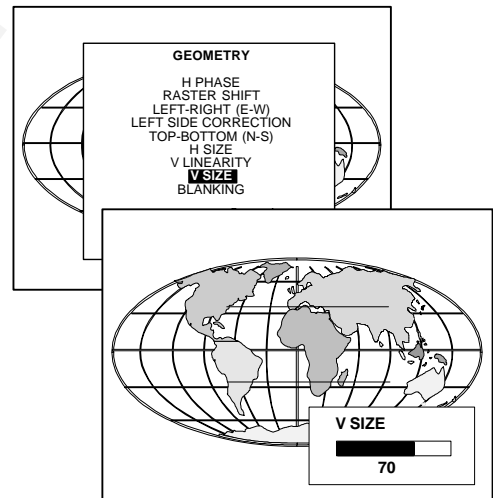 GEOMETRY
H PHASE
RASTER SHIFT
LEFT-RIGHT (E-W)
LEFT SIDE CORRECTION
TOP-BOTTOM (N-S)
H SIZE
V LINEARITY
V SIZE
BLANKING
V SIZE
70